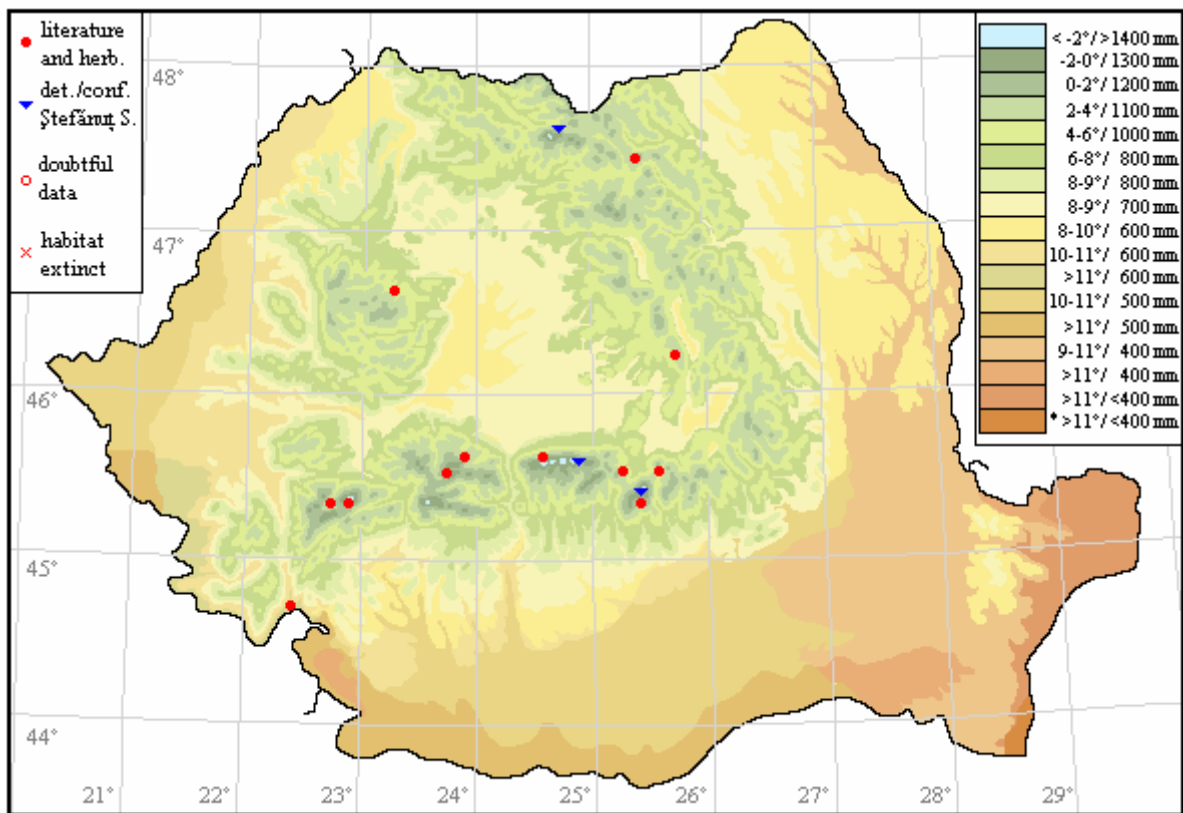 literature
and herb.
det./conf.
Ştefănuţ S.
doubtful
data
habitat
extinct
< -2°/>1400 mm
-2-0°/1300 mm
0-2°/1200 mm
2-4°/1100 mm
4-6°/1000 mm
6-8°/ 800 mm
8-9°/ 800 mm
8-9°/ 700 mm
8-10°/ 600 mm
10-11°/ 600 mm
>11°/ 600 mm
10-11°/ 500 mm
>11°/ 500 mm
9-11°/ 400 mm
>11°/ 400 mm
>11°/<400 mm
* >11°/<400 mm
48°
47°
46°
45°
44°
21° 22° 23° 24° 25° 26° 27° 28° 29°